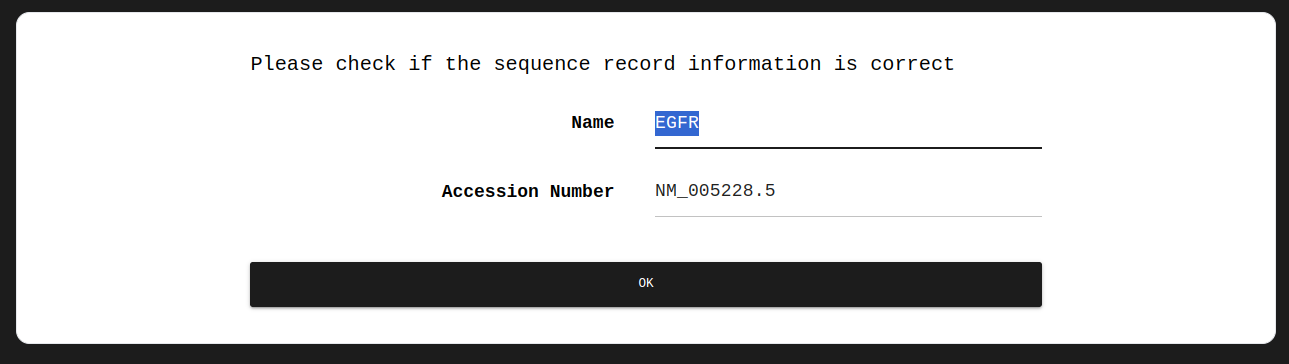 Please check if the sequence record information is correct
Name EGFR
Accession Number NM_005228.5
OK